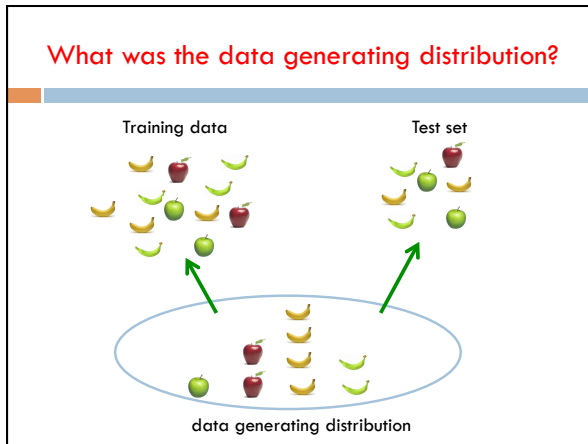 What was the data generating distribution?
Training data
Test set
data generating distribution